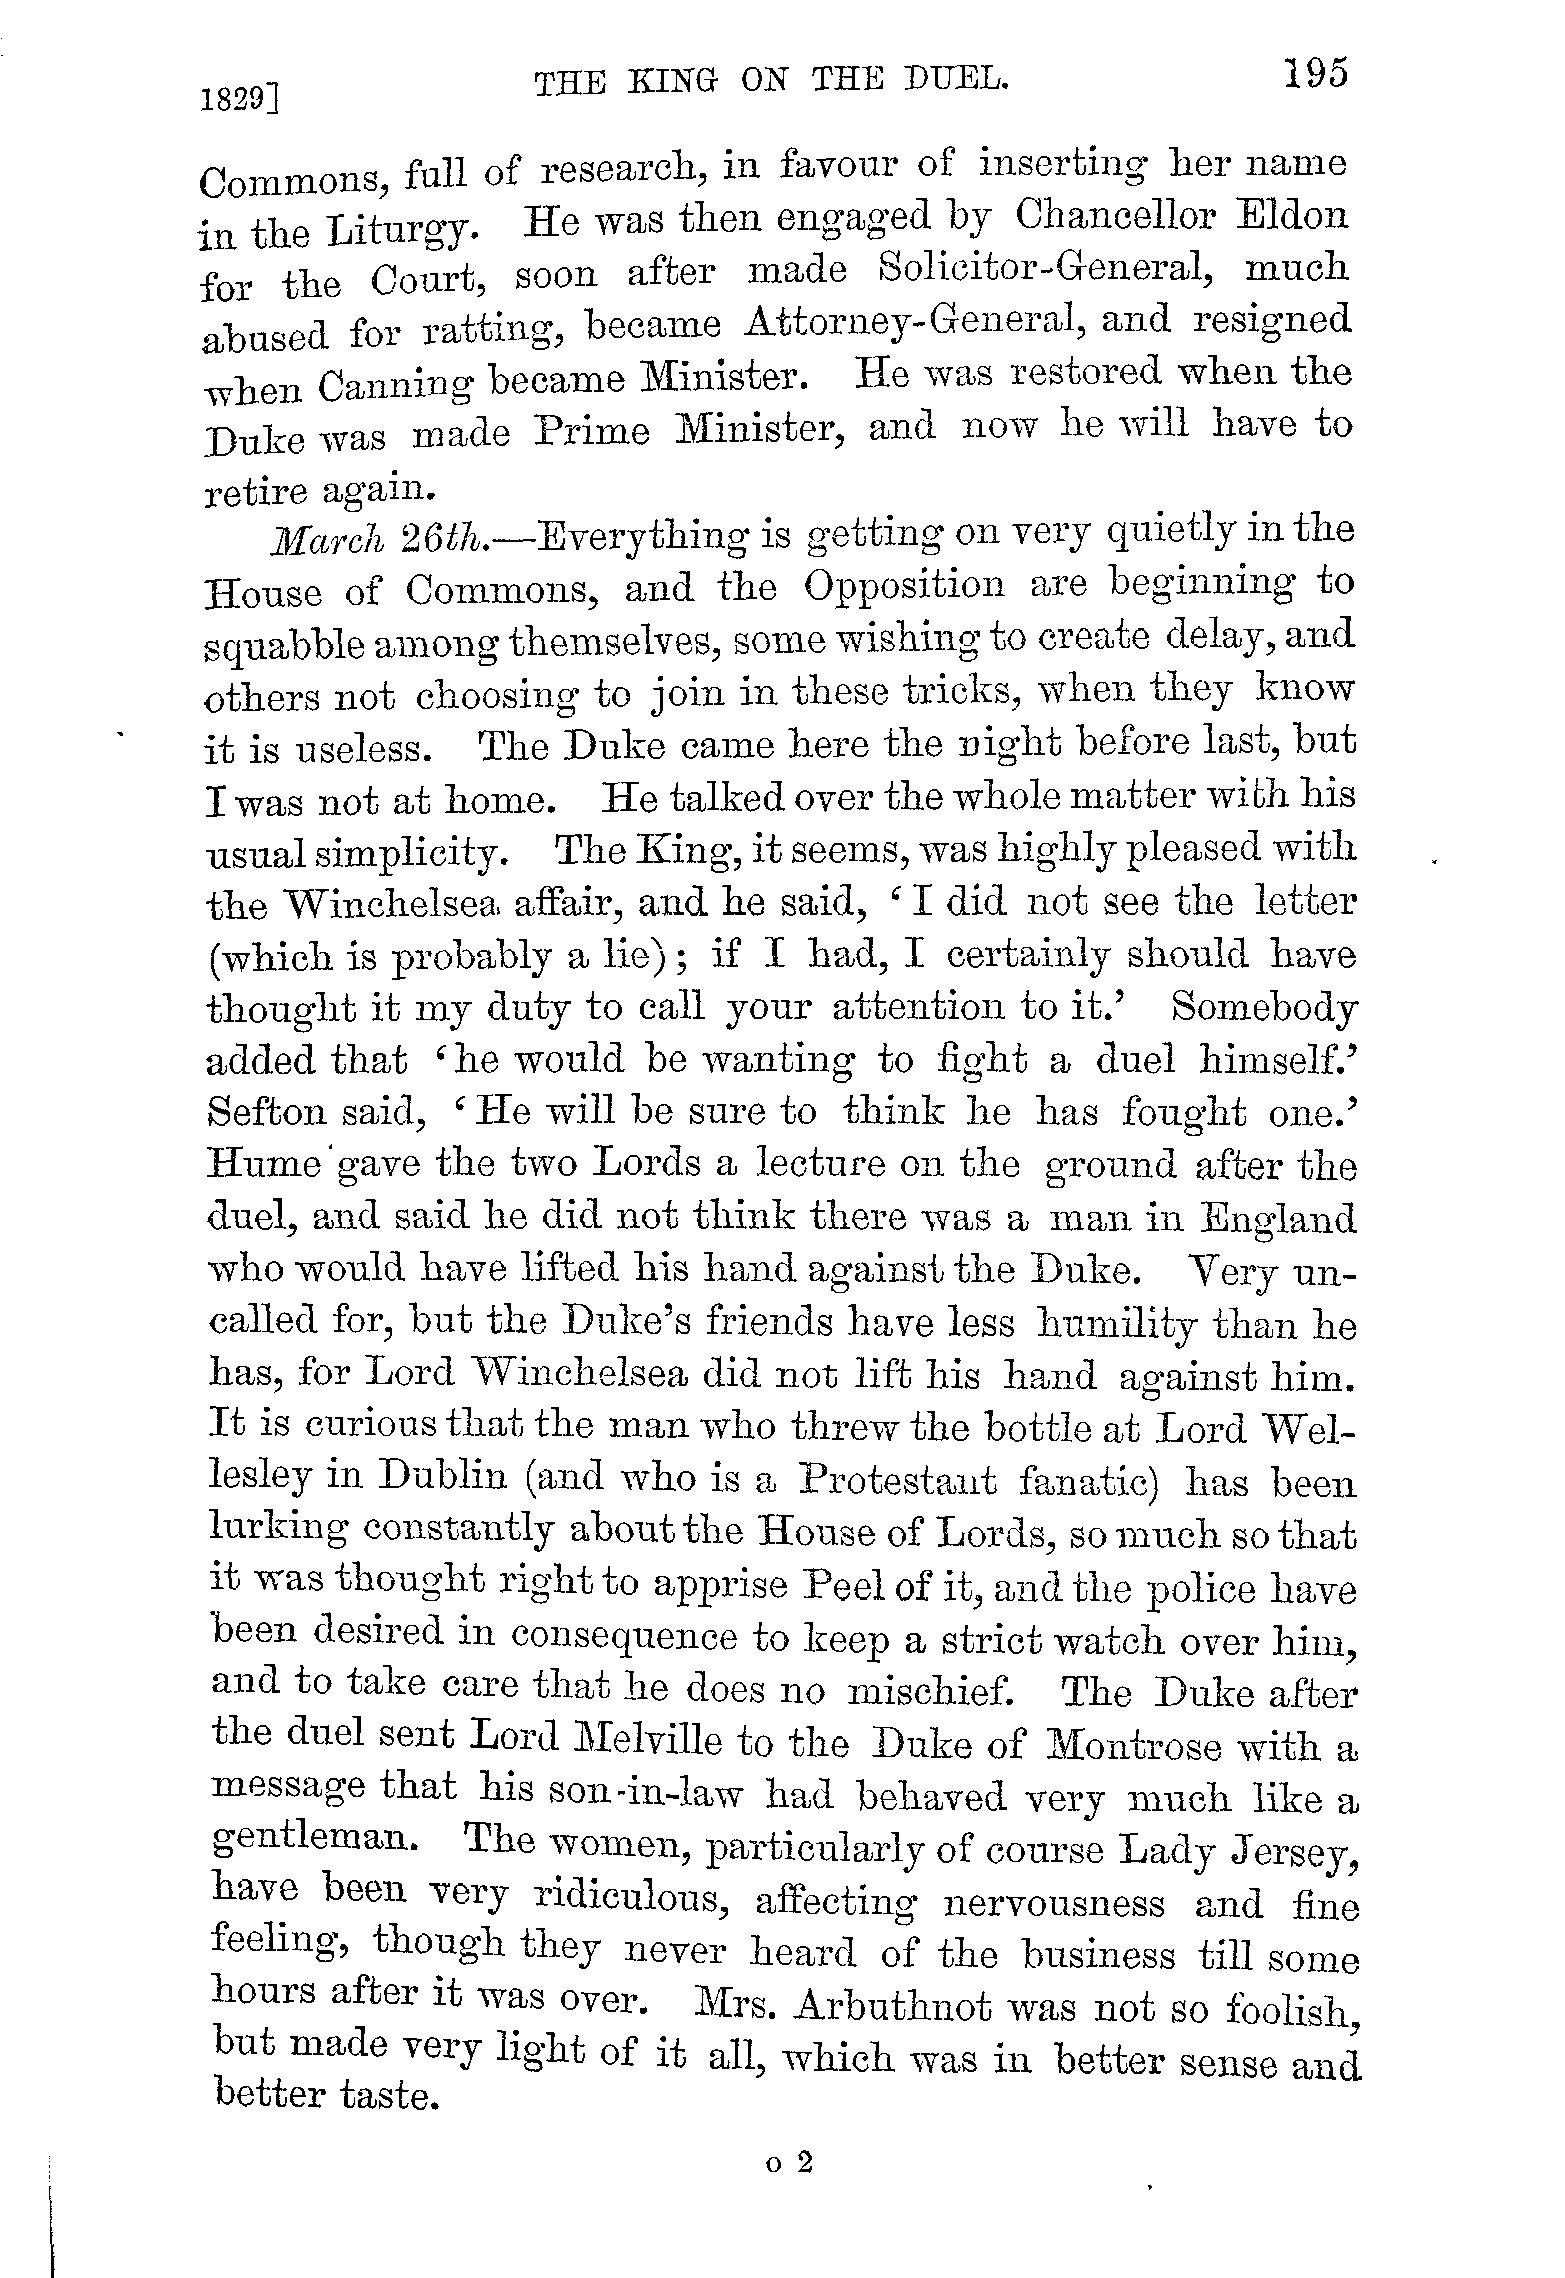 1829] THE KING ON THE DUEL. 195
Commons, full of research, in favour of inserting her name
in the Liturgy. He was then engaged by Chancellor Eldon
for the Court, soon after made Solicitor-General, much
abused for ratting, became Attorney-General, and resigned
when Canning became Minister. He was restored when the
Duke was made Prime Minister, and now he will have to
retire again.
March 26th.—Everything is getting on very quietly in the
House of Commons, and the Opposition are beginning to
squabble among themselves, some wishing to create delay, and
others not choosing to join in these tricks, when they know
it is useless. The Duke came here the night before last, but
I was not at home. He talked over the whole matter with his
usual simplicity. The King, it seems, was highly pleased with
the Winchelsea affair, and he said, ‘I did not see the letter
(which is probably a lie); if I had, I certainly should have
thought it my duty to call your attention to it.’ Somebody
added that ‘he would be wanting to fight a duel himself.’
Sefton said, ‘He will be sure to think he has fought one.’
Hume gave the two Lords a lecture on the ground after the
duel, and said he did not think there was a man in England
who would have lifted his hand against the Duke. Very un-
called for, but the Duke’s friends have less humility than he
has, for Lord Winchelsea did not lift his hand against him.
It is curious that the man who threw the bottle at Lord Wel-
lesley in Dublin (and who is a Protestant fanatic) has been
lurking constantly about the House of Lords, so much so that
it was thought right to apprise Peel of it, and the police have
been desired in consequence to keep a strict watch over him,
and to take care that he does no mischief. The Duke after
the duel sent Lord Melville to the Duke of Montrose with a
message that his son-in-law had behaved very much like a
gentleman. The women, particularly of course Lady Jersey,
have been very ridiculous, affecting nervousness and fine
feeling, though they never heard of the business till some
hours after it was over. Mrs. Arbuthnot was not so foolish,
but made very light of it all, which was in better sense and
better taste.
o 2